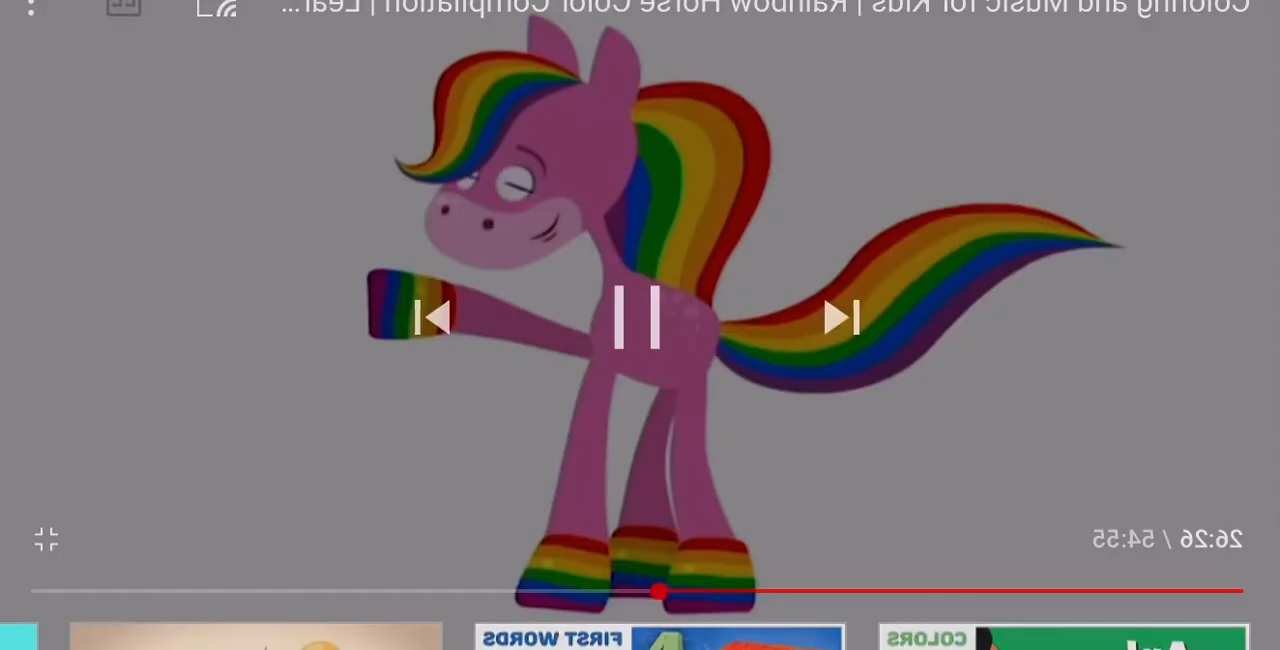 Coloring and Music for Kids | Rainbow Horse Color Compilation | Lear...
26:26 / 54:55
COLORS
FIRST WORDS